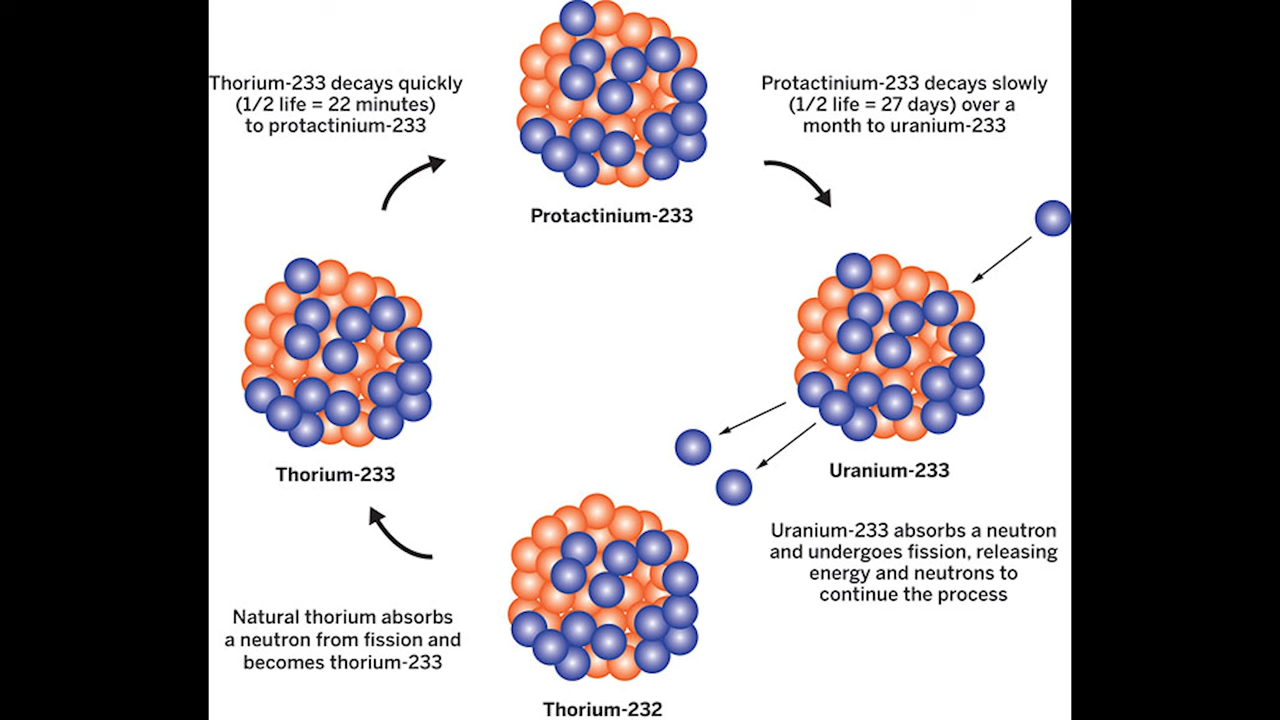 Thorium-233 decays quickly
(1/2 life = 22 minutes)
to protactinium-233
Protactinium-233 decays slowly
(1/2 life = 27 days) over a
month to uranium-233
Protactinium-233
Thorium-233
Uranium-233
Uranium-233 absorbs a neutron
and undergoes fission, releasing
energy and neutrons to
continue the process
Natural thorium absorbs
a neutron from fission and
becomes thorium-233
Thorium-232